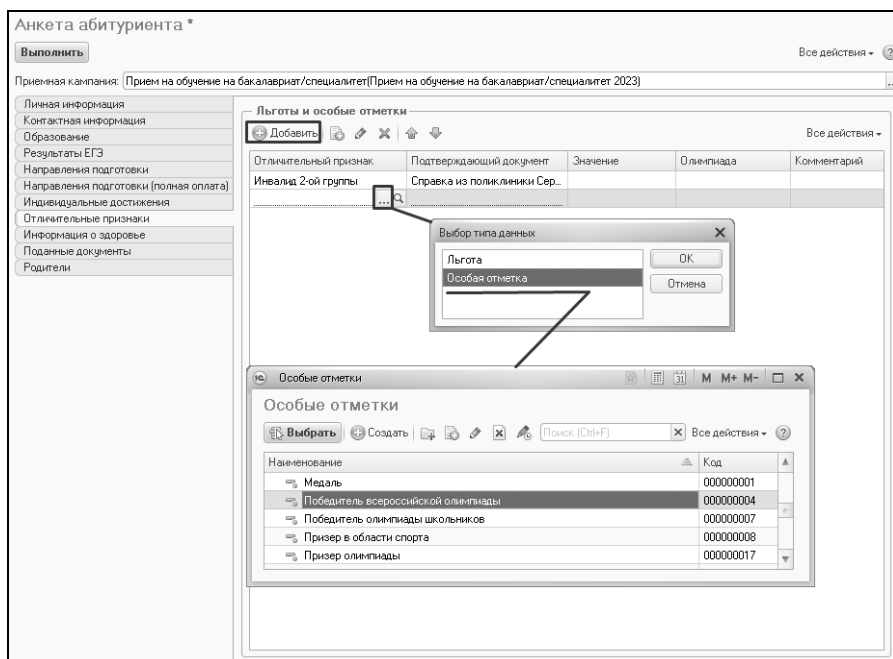 Анкета абитуриента *
Выполнить
Все действия
Приемная кампания: Прием на обучение на бакалавриат/специалитет(Прием на обучение на бакалавриат/специалитет 2023) ...
Личная информация
Контактная информация
Образование
Результаты ЕГЭ
Направления подготовки
Направления подготовки (полная оплата)
Индивидуальные достижения
Отличительные признаки
Информация о здоровье
Поданные документы
Родители
Льготы и особые отметки
Добавить
Все действия
Отличительный признак Подтверждающий документ Значение Олимпиада Комментарий
Инвалид 2-ой группы Справка из поликлиники Сер...
...
Выбор типа данных
Льгота
Особая отметка
OK
Отмена
1С Особые отметки 31 M M+ M-
Особые отметки
Выбрать Создать Поиск (Ctrl+F) Все действия ?
Наименование Код
Медаль 000000001
Победитель всероссийской олимпиады 000000004
Победитель олимпиады школьников 000000007
Призер в области спорта 000000008
Призер олимпиады 000000017